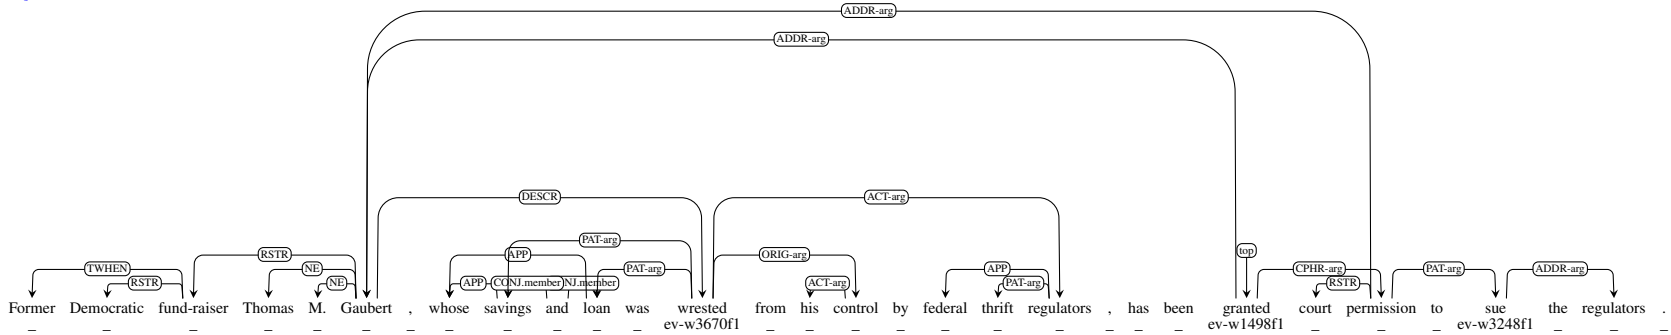 ADDR-arg
ADDR-arg
DESCR ACT-arg
PAT-arg
RSTR APP ORIG-arg top
TWHEN NE PAT-arg APP CPHR-arg PAT-arg ADDR-arg
RSTR NE APP CONJ.member NJ.member ACT-arg PAT-arg RSTR
Former Democratic fund-raiser Thomas M. Gaubert , whose savings and loan was wrested from his control by federal thrift regulators , has been granted court permission to sue the regulators .
_ _ _ _ _ _ _ _ _ _ _ _ ev-w3670f1 _ _ _ _ _ _ _ _ _ _ ev-w1498f1 _ _ _ ev-w3248f1 _ _ _